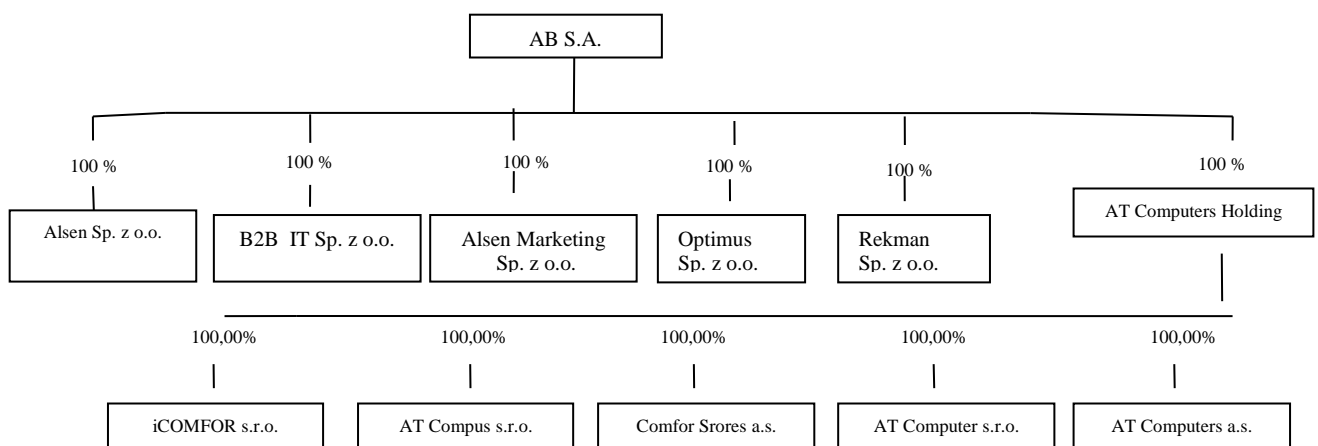 AB S.A.
100 %
100 %
100 %
100 %
100 %
100 %
Alsen Sp. z o.o.
B2B IT Sp. z o.o.
Alsen Marketing
Sp. z o.o.
Optimus
Sp. z o.o.
Rekman
Sp. z o.o.
AT Computers Holding
100,00%
100,00%
100,00%
100,00%
100,00%
iCOMFOR s.r.o.
AT Compus s.r.o.
Comfor Srores a.s.
AT Computer s.r.o.
AT Computers a.s.